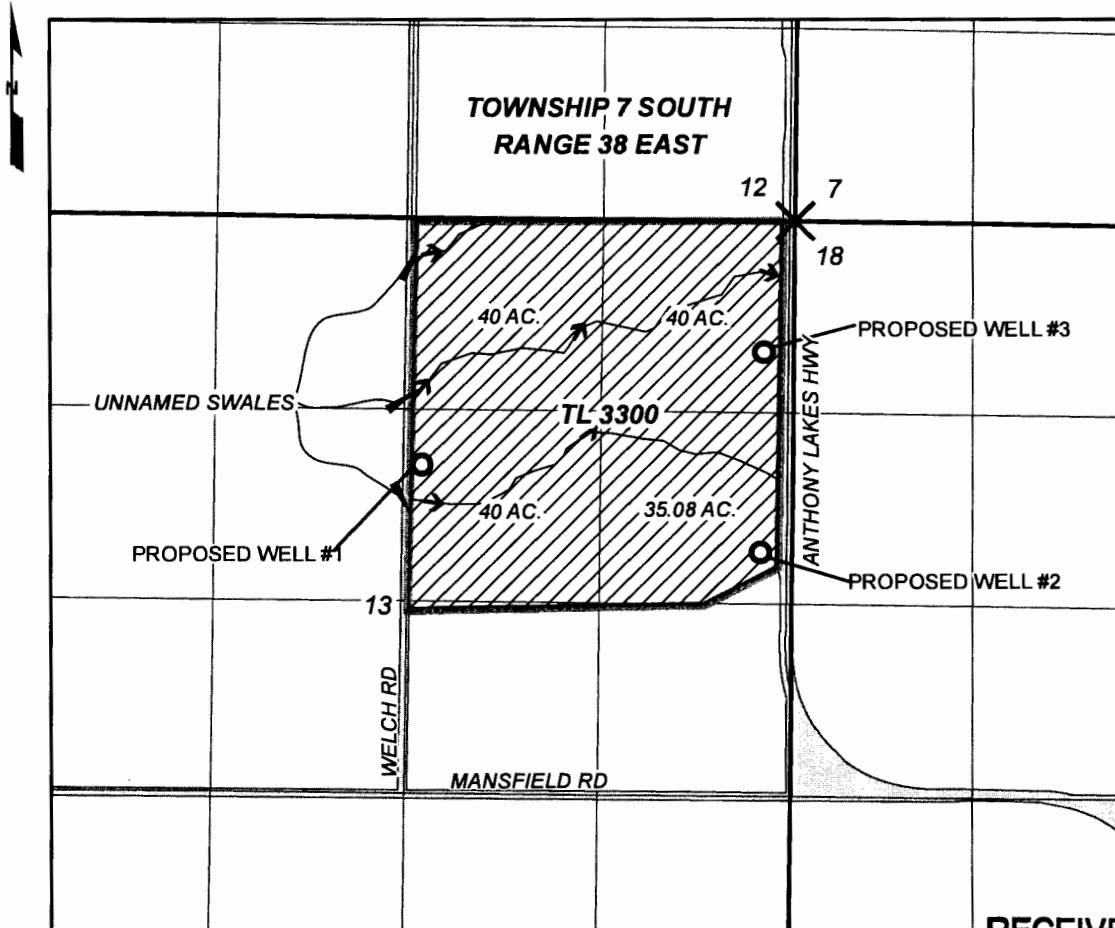 N
TOWNSHIP 7 SOUTH
RANGE 38 EAST
12
7
18
40 AC.
40 AC.
PROPOSED WELL #3
UNNAMED SWALES
TL 3300
ANTHONY LAKES HWY
40 AC.
35.08 AC.
PROPOSED WELL #1
PROPOSED WELL #2
13
WELCH RD
MANSFIELD RD